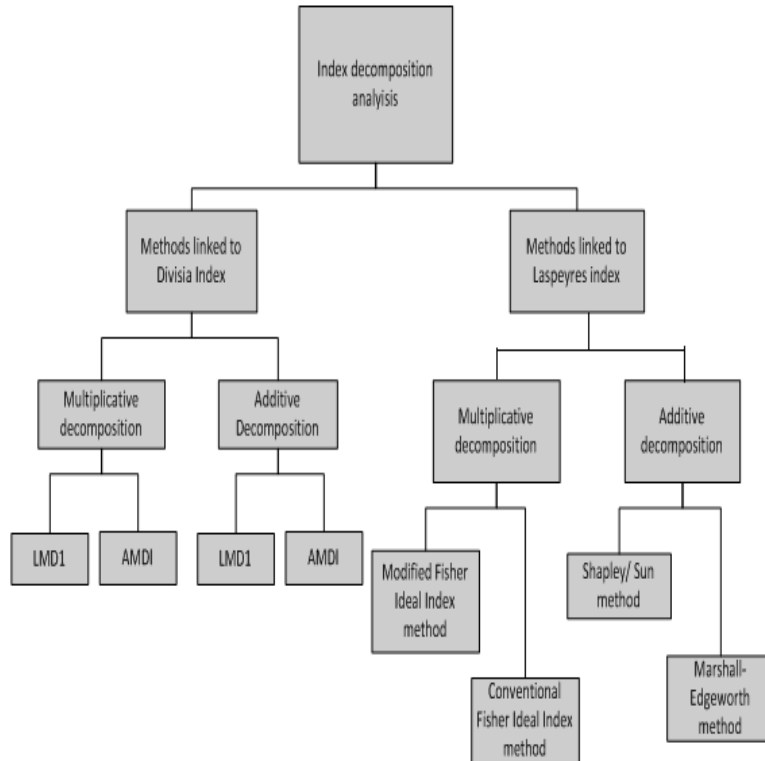 Index decomposition
analyisis
Methods linked to
Divisia Index
Methods linked to
Laspeyres index
Multiplicative
decomposition
Additive
Decomposition
Multiplicative
decomposition
Additive
decomposition
LMD1
AMDI
LMD1
AMDI
Modified Fisher
Ideal Index
method
Shapley/ Sun
method
Conventional
Fisher Ideal Index
method
Marshall-
Edgeworth
method